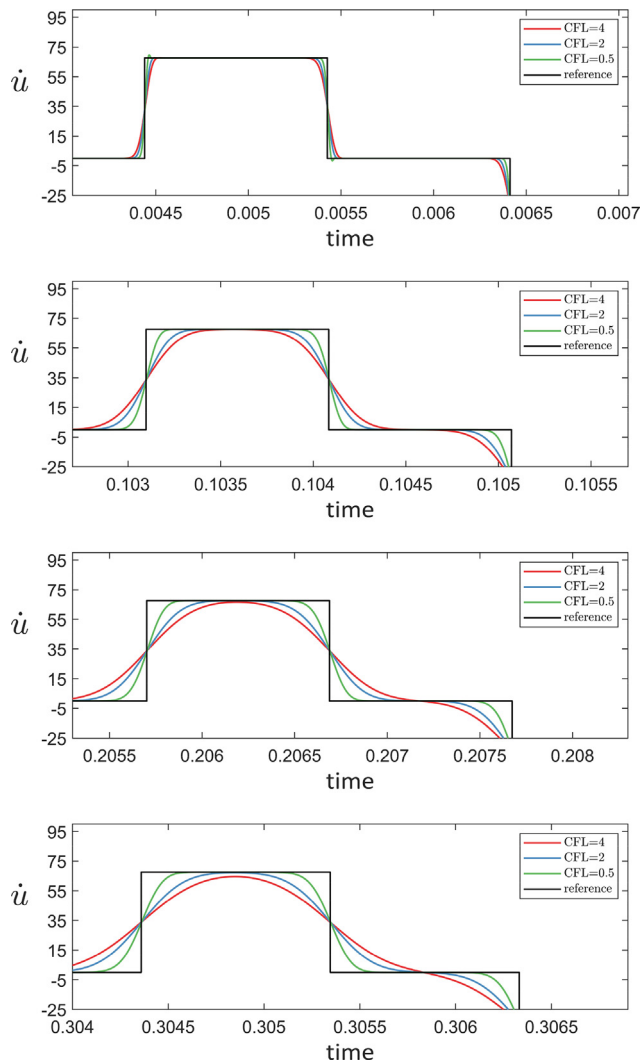 95
75
55
35
15
-5
-25
u̇
CFL=4
CFL=2
CFL=0.5
reference
0.0045 0.005 0.0055 0.006 0.0065 0.007
time
95
75
55
35
15
-5
-25
u̇
CFL=4
CFL=2
CFL=0.5
reference
0.103 0.1035 0.104 0.1045 0.105 0.1055
time
95
75
55
35
15
-5
-25
u̇
CFL=4
CFL=2
CFL=0.5
reference
0.2055 0.206 0.2065 0.207 0.2075 0.208
time
95
75
55
35
15
-5
-25
u̇
CFL=4
CFL=2
CFL=0.5
reference
0.304 0.3045 0.305 0.3055 0.306 0.3065
time